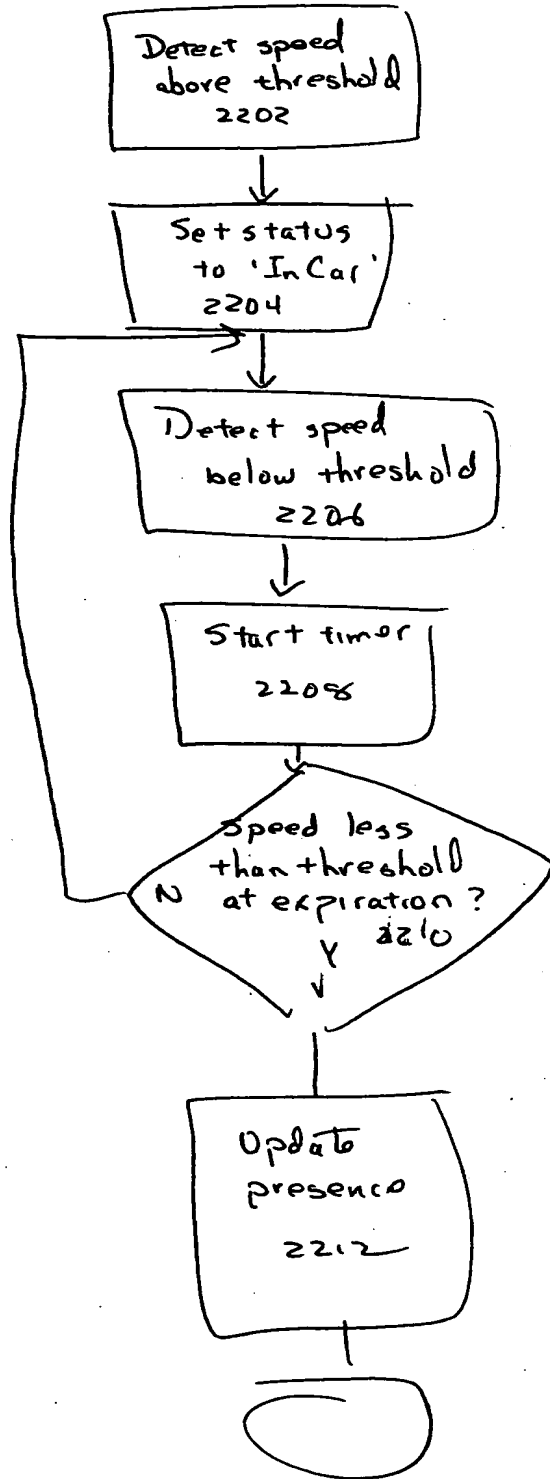 Detect speed
above threshold
2202
Set status
to 'InCar'
2204
Detect speed
below threshold
2206
Start timer
2208
Speed less
than threshold
N at expiration?
2210
Y
Update
presence
2212